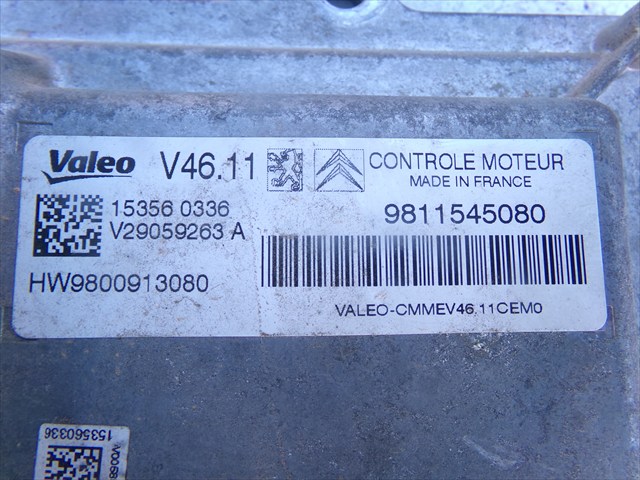 Valeo V46.11 CONTROLE MOTEUR
MADE IN FRANCE
15356 0336 9811545080
V29059263 A
HW9800913080
VALEO-CMMEV46.11CEM0
153560336